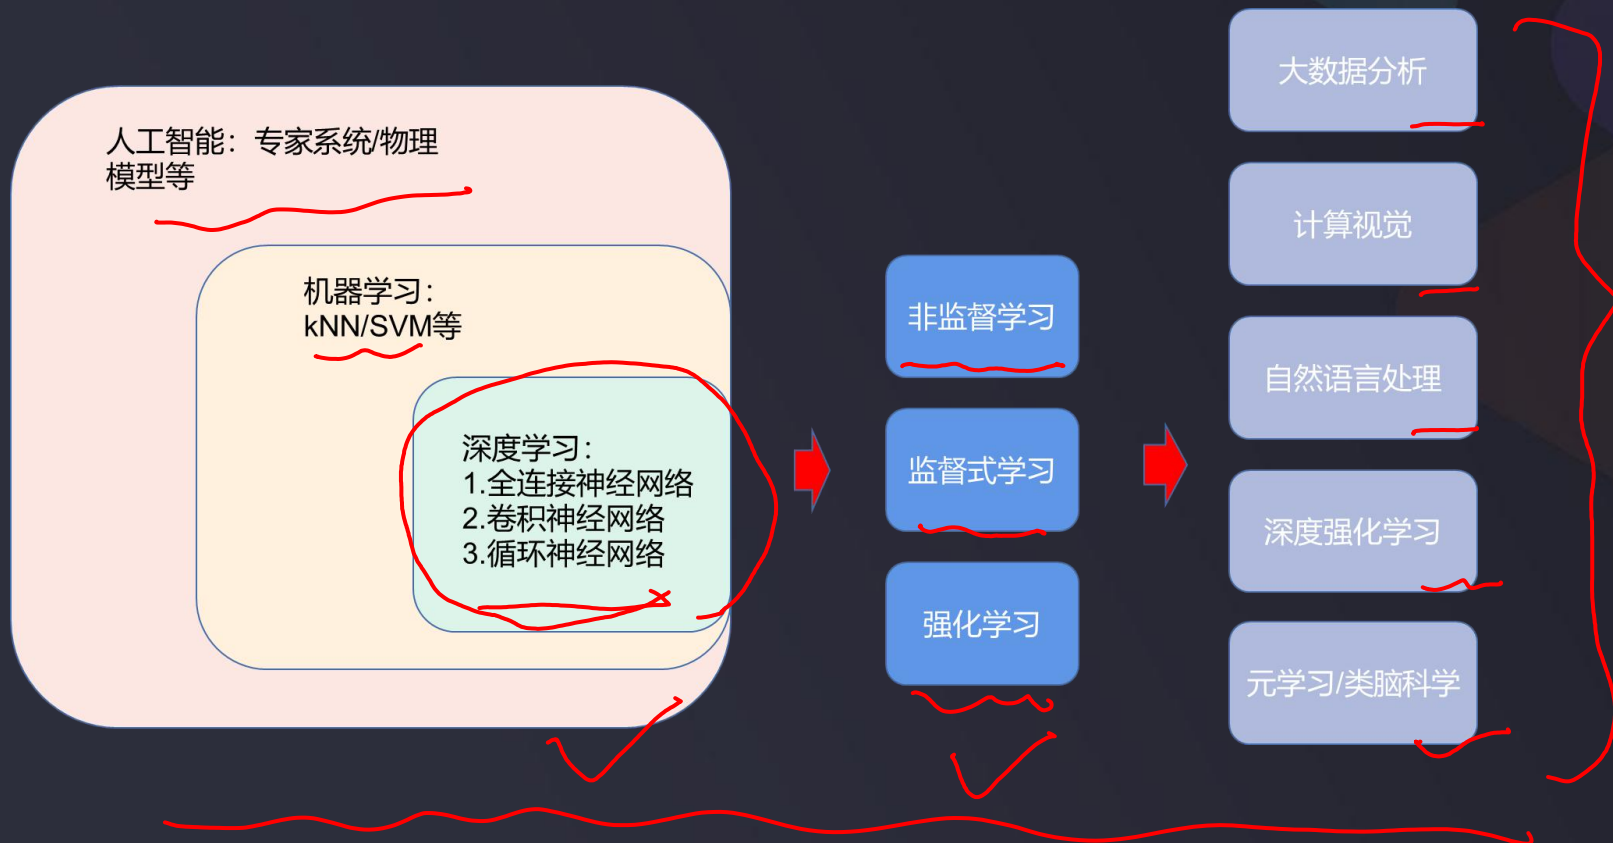 人工智能：专家系统/物理
模型等
机器学习：
kNN/SVM等
深度学习：
1.全连接神经网络
2.卷积神经网络
3.循环神经网络
非监督学习
监督式学习
强化学习
大数据分析
计算视觉
自然语言处理
深度强化学习
元学习/类脑科学